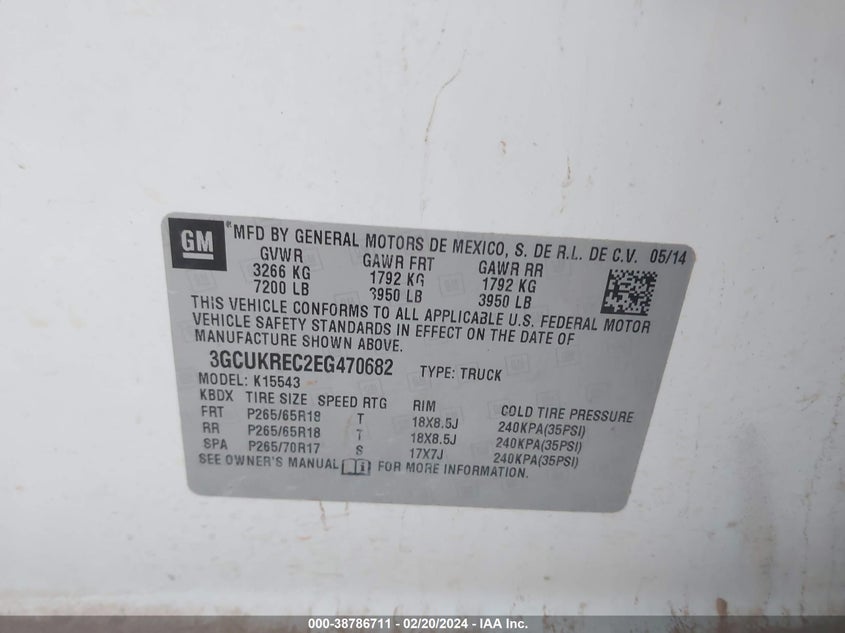 GM
MFD BY GENERAL MOTORS DE MEXICO, S. DE R.L. DE C.V. 05/14
GVWR GAWR FRT GAWR RR
3266 KG 1792 KG 1792 KG
7200 LB 3950 LB 3950 LB
THIS VEHICLE CONFORMS TO ALL APPLICABLE U.S. FEDERAL MOTOR
VEHICLE SAFETY STANDARDS IN EFFECT ON THE DATE OF
MANUFACTURE SHOWN ABOVE.
3GCUKREC2EG470682 TYPE: TRUCK
MODEL: K15543
KBDX TIRE SIZE SPEED RTG RIM COLD TIRE PRESSURE
FRT P265/65R18 T 18X8.5J 240KPA(35PSI)
RR P265/65R18 T 18X8.5J 240KPA(35PSI)
SPA P265/70R17 S 17X7J 240KPA(35PSI)
SEE OWNER'S MANUAL FOR MORE INFORMATION.
000-38786711 - 02/20/2024 - IAA Inc.